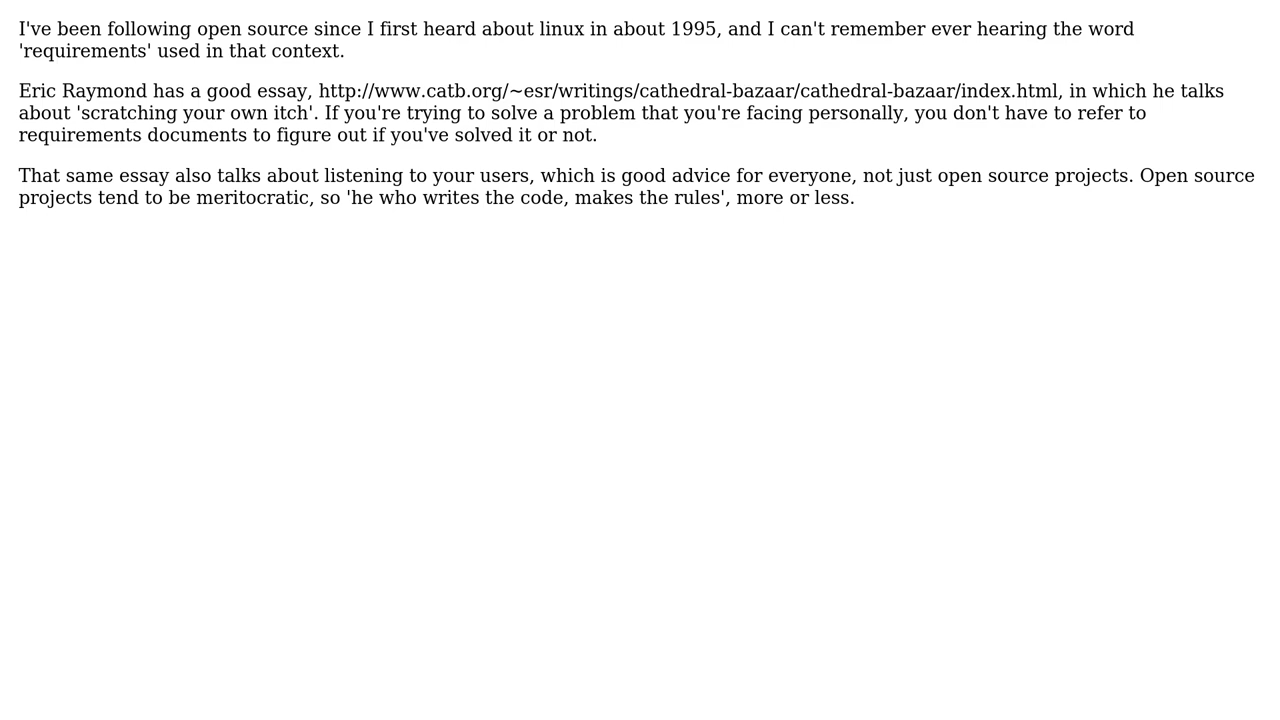 I've been following open source since I first heard about linux in about 1995, and I can't remember ever hearing the word
'requirements' used in that context.
Eric Raymond has a good essay, http://www.catb.org/~esr/writings/cathedral-bazaar/cathedral-bazaar/index.html, in which he talks
about 'scratching your own itch'. If you're trying to solve a problem that you're facing personally, you don't have to refer to
requirements documents to figure out if you've solved it or not.
That same essay also talks about listening to your users, which is good advice for everyone, not just open source projects. Open source
projects tend to be meritocratic, so 'he who writes the code, makes the rules', more or less.